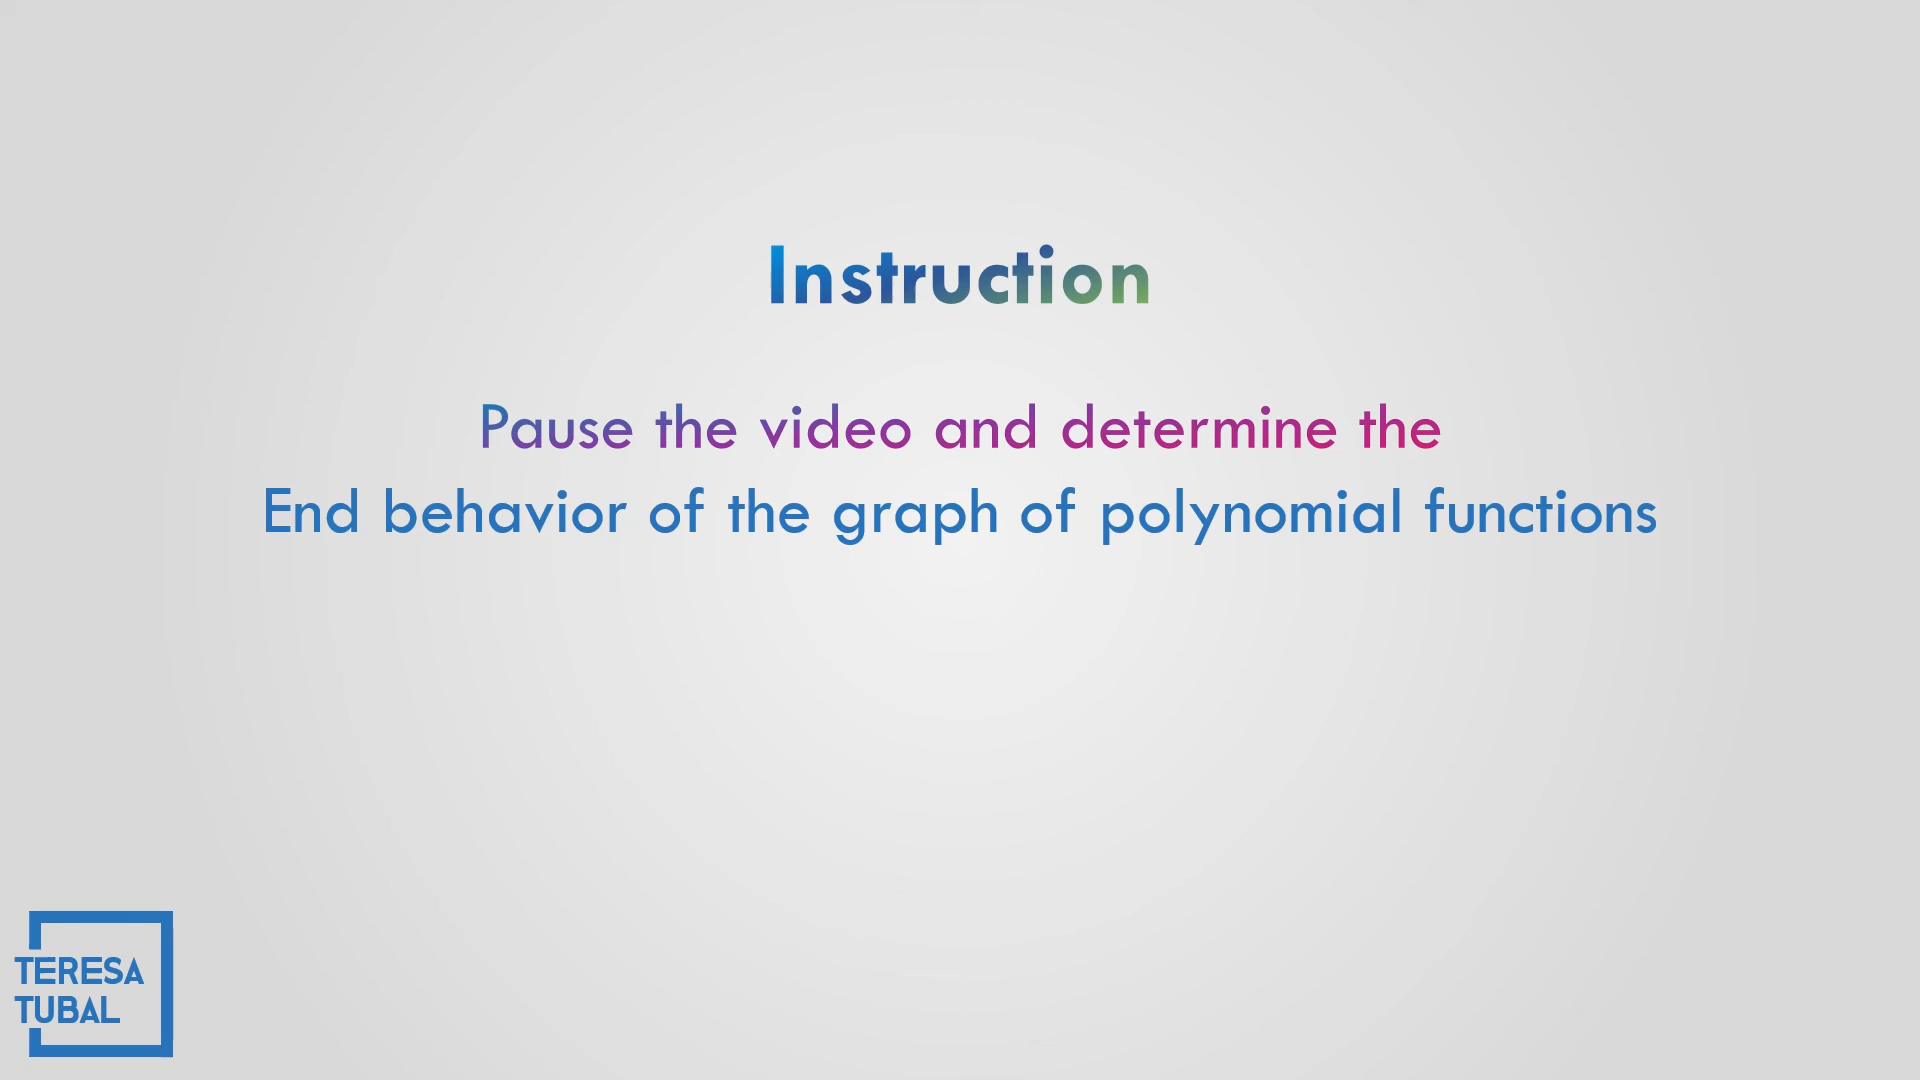 Instruction
Pause the video and determine the
End behavior of the graph of polynomial functions
TERESA
TUBAL